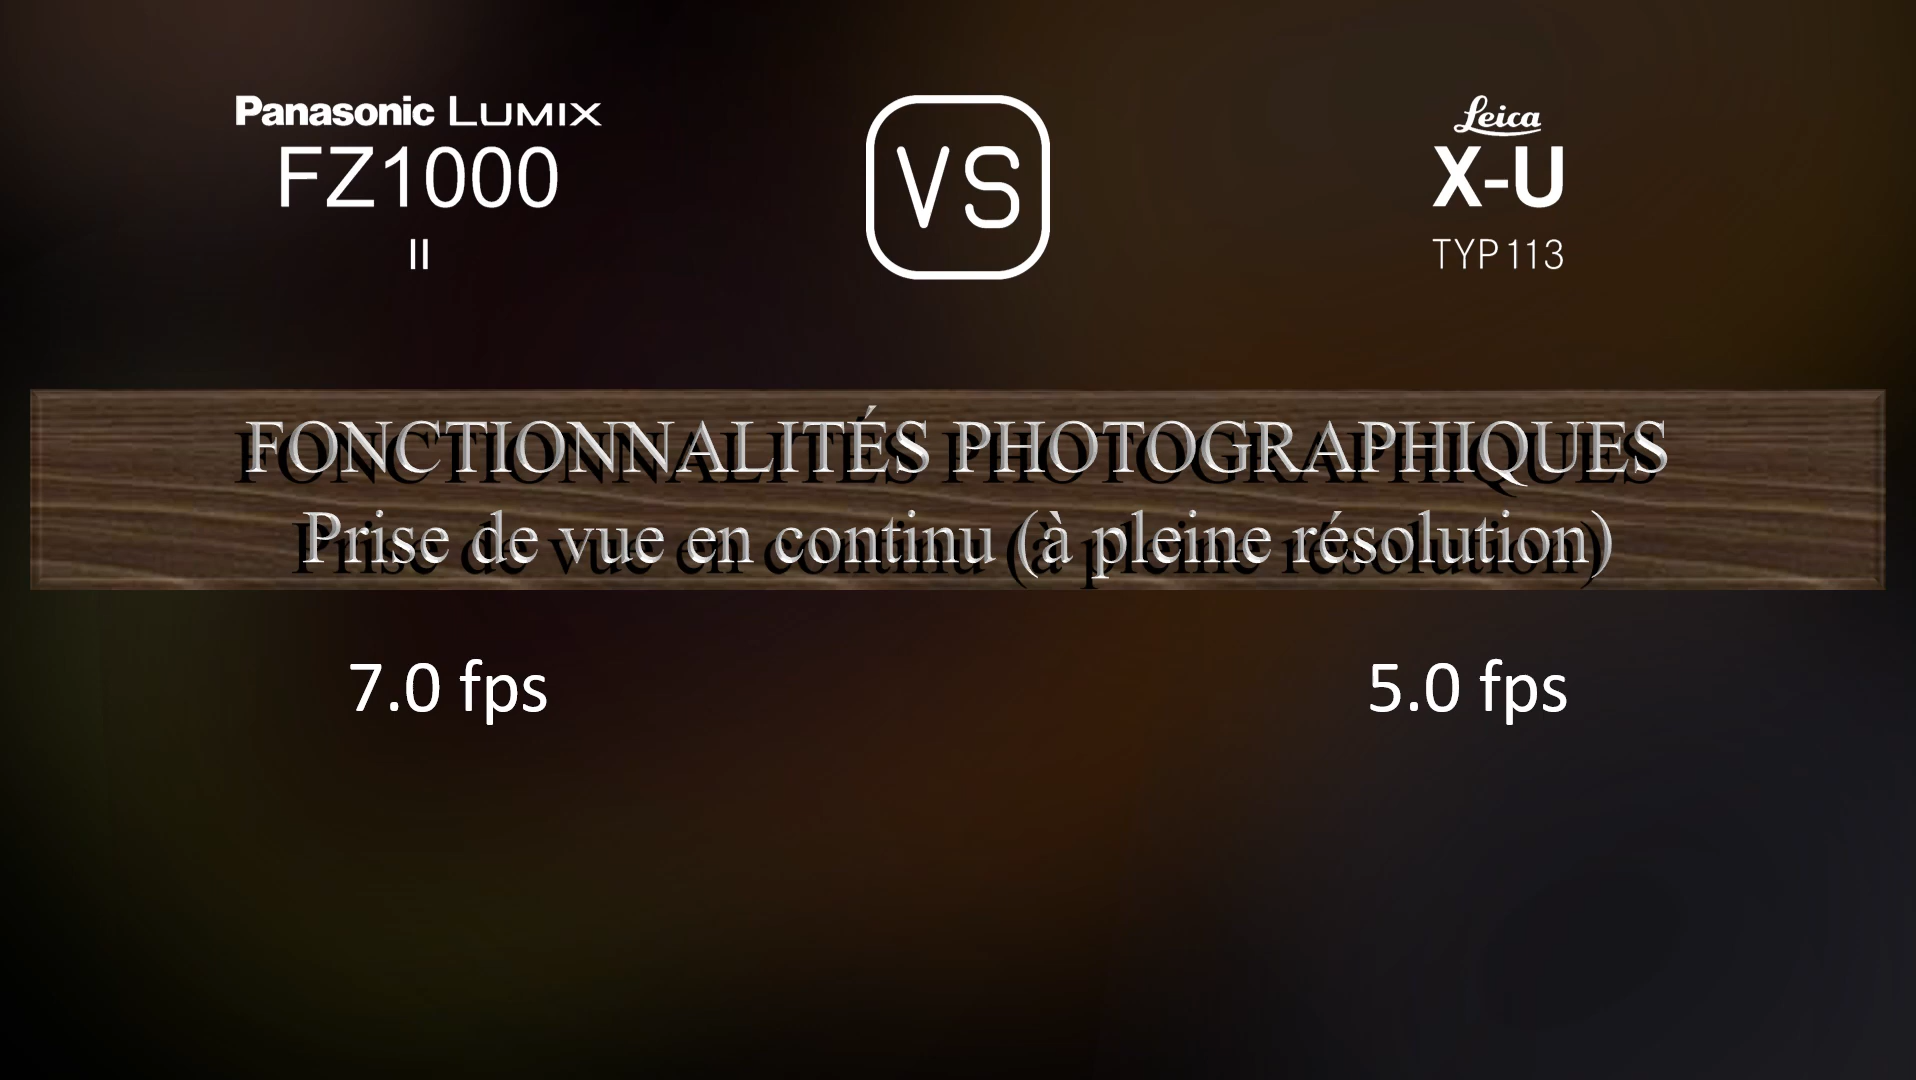 Panasonic LUMIX
FZ1000
II
VS
Leica
X-U
TYP 113
FONCTIONNALITÉS PHOTOGRAPHIQUES
Prise de vue en continu (à pleine résolution)
7.0 fps
5.0 fps